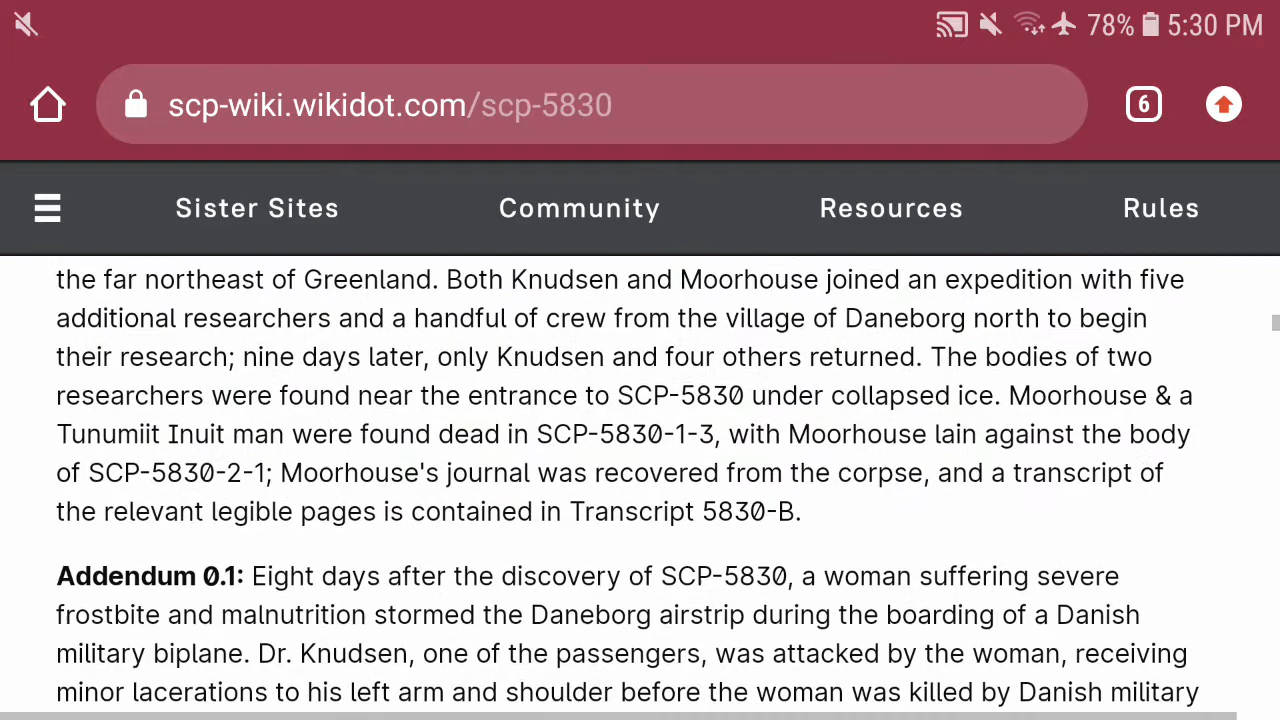 78% 5:30 PM
scp-wiki.wikidot.com/scp-5830
6
Sister Sites Community Resources Rules
the far northeast of Greenland. Both Knudsen and Moorhouse joined an expedition with five
additional researchers and a handful of crew from the village of Daneborg north to begin
their research; nine days later, only Knudsen and four others returned. The bodies of two
researchers were found near the entrance to SCP-5830 under collapsed ice. Moorhouse & a
Tunumiit Inuit man were found dead in SCP-5830-1-3, with Moorhouse lain against the body
of SCP-5830-2-1; Moorhouse's journal was recovered from the corpse, and a transcript of
the relevant legible pages is contained in Transcript 5830-B.
Addendum 0.1: Eight days after the discovery of SCP-5830, a woman suffering severe
frostbite and malnutrition stormed the Daneborg airstrip during the boarding of a Danish
military biplane. Dr. Knudsen, one of the passengers, was attacked by the woman, receiving
minor lacerations to his left arm and shoulder before the woman was killed by Danish military